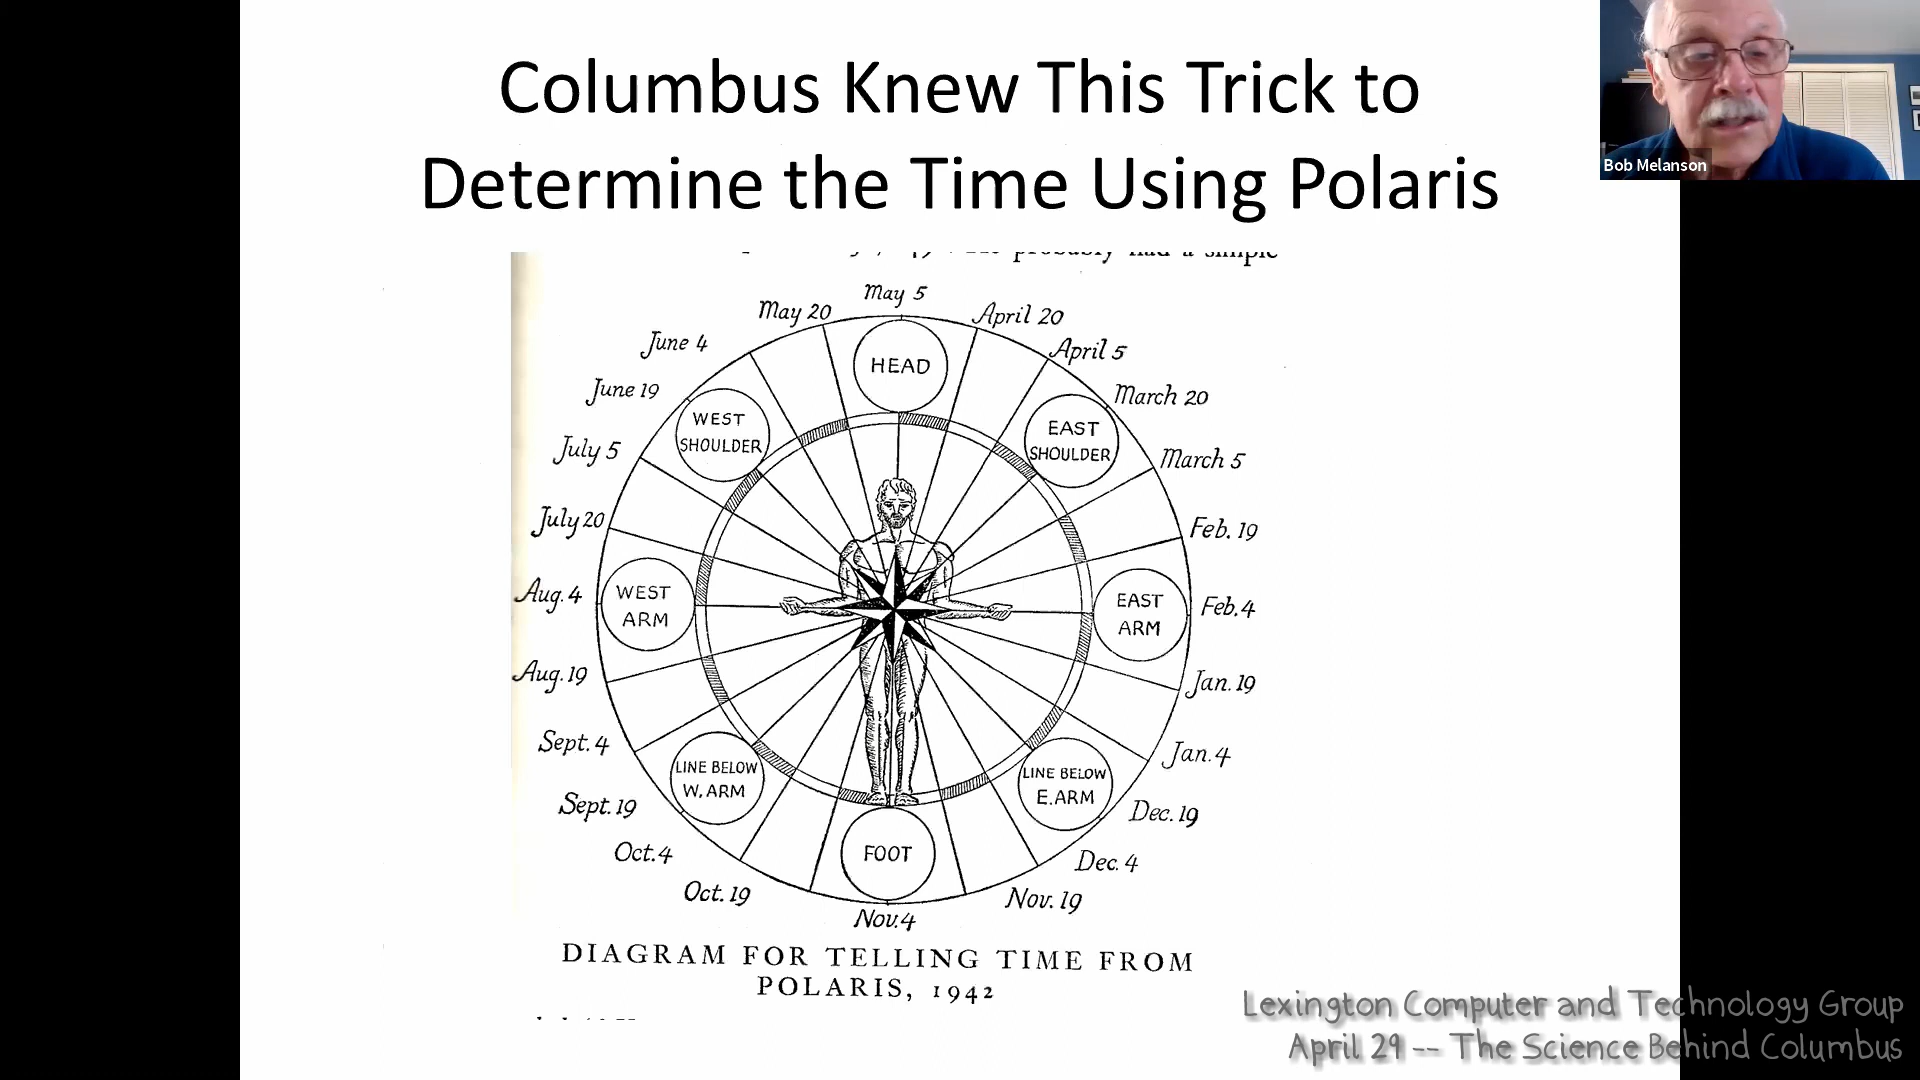 Columbus Knew This Trick to
Determine the Time Using Polaris
Bob Melanson
probably had a simple
May 5
May 20
April 20
June 4
April 5
HEAD
June 19
March 20
WEST
SHOULDER
EAST
SHOULDER
July 5
March 5
July 20
Feb. 19
Aug. 4
WEST
ARM
EAST
ARM
Feb. 4
Aug. 19
Jan. 19
Sept. 4
Jan. 4
LINE BELOW
W. ARM
LINE BELOW
E. ARM
Sept. 19
Dec. 19
Oct. 4
FOOT
Dec. 4
Oct. 19
Nov. 19
Nov. 4
DIAGRAM FOR TELLING TIME FROM
POLARIS, 1942
Lexington Computer and Technology Group
April 29 -- The Science Behind Columbus